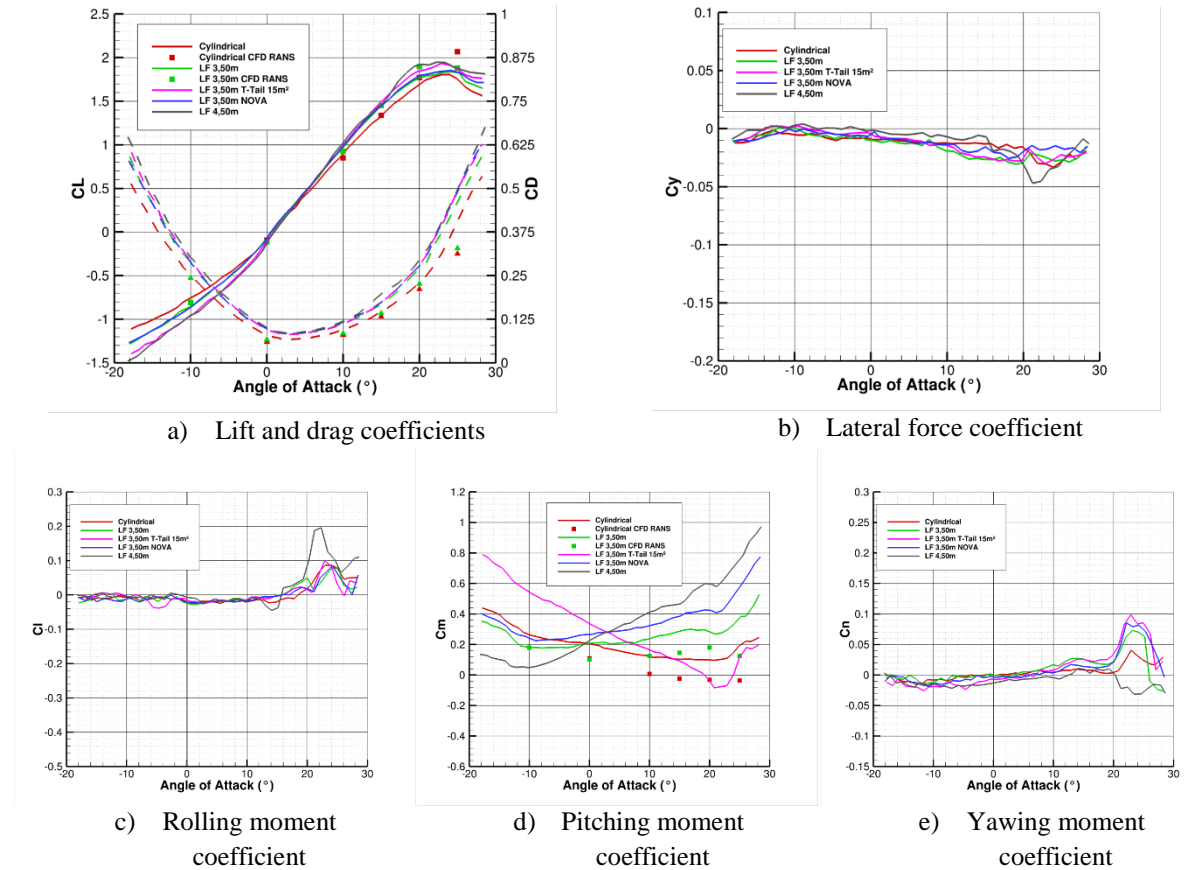 Cylindrical
Cylindrical CFD RANS
LF 3,50m
LF 3,50m CFD RANS
LF 3,50m T-Tail 15m²
LF 3,50m NOVA
LF 4,50m
CL
2.5
2
1.5
1
0.5
0
-0.5
-1
-1.5
CD
1
0.875
0.75
0.625
0.5
0.375
0.25
0.125
0
-20 -10 0 10 20 30
Angle of Attack (°)
a) Lift and drag coefficients
Cylindrical
LF 3,50m
LF 3,50m T-Tail 15m²
LF 3,50m NOVA
LF 4,50m
Cy
0.1
0.05
0
-0.05
-0.1
-0.15
-0.2
-20 -10 0 10 20 30
Angle of Attack (°)
b) Lateral force coefficient
Cylindrical
LF 3,50m
LF 3,50m T-Tail 15m²
LF 3,50m NOVA
LF 4,50m
Cl
0.3
0.2
0.1
0
-0.1
-0.2
-0.3
-0.4
-0.5
-20 -10 0 10 20 30
Angle of Attack (°)
c) Rolling moment
coefficient
Cylindrical
Cylindrical CFD RANS
LF 3,50m
LF 3,50m CFD RANS
LF 3,50m T-Tail 15m²
LF 3,50m NOVA
LF 4,50m
Cm
1.2
1
0.8
0.6
0.4
0.2
0
-0.2
-0.4
-0.6
-20 -10 0 10 20 30
Angle of Attack (°)
d) Pitching moment
coefficient
Cylindrical
LF 3,50m
LF 3,50m T-Tail 15m²
LF 3,50m NOVA
LF 4,50m
Cn
0.3
0.25
0.2
0.15
0.1
0.05
0
-0.05
-0.1
-0.15
-20 -10 0 10 20 30
Angle of Attack (°)
e) Yawing moment
coefficient